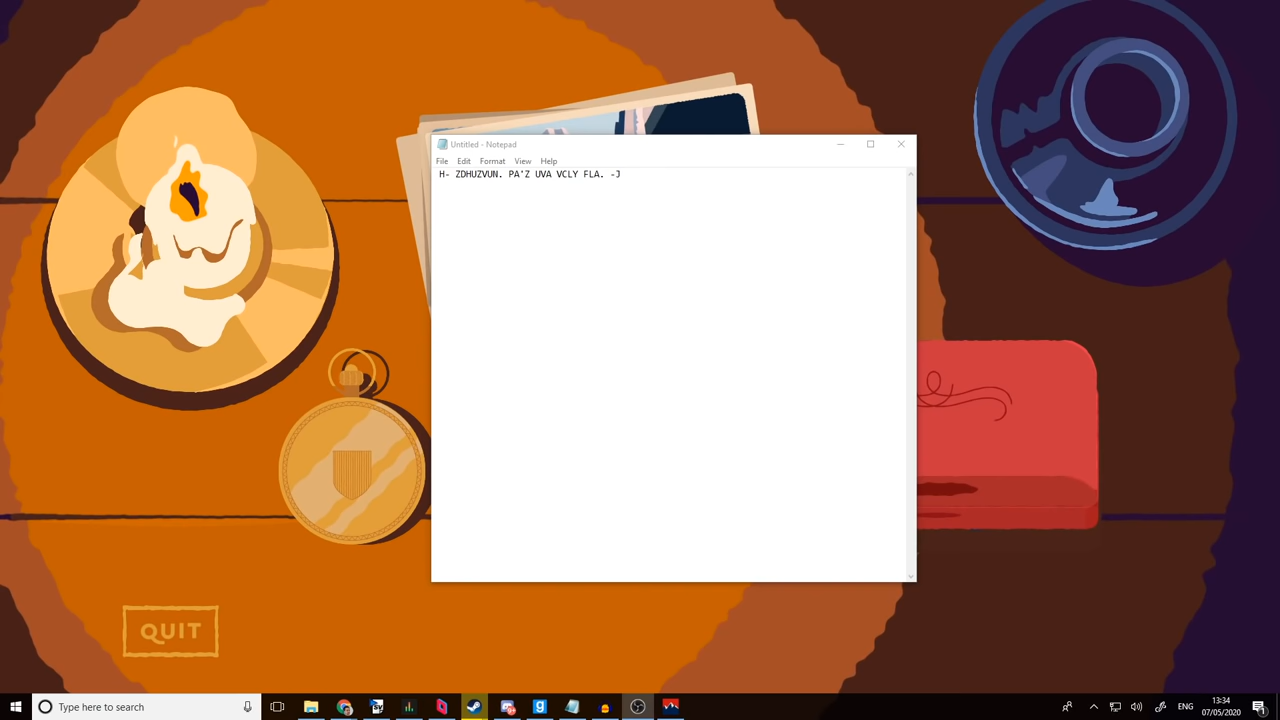 Untitled - Notepad
File Edit Format View Help
H- ZDHUZVUN. PA'Z UVA VCLY FLA. -J
QUIT
Type here to search
ENG
13:34
07/05/2020
1